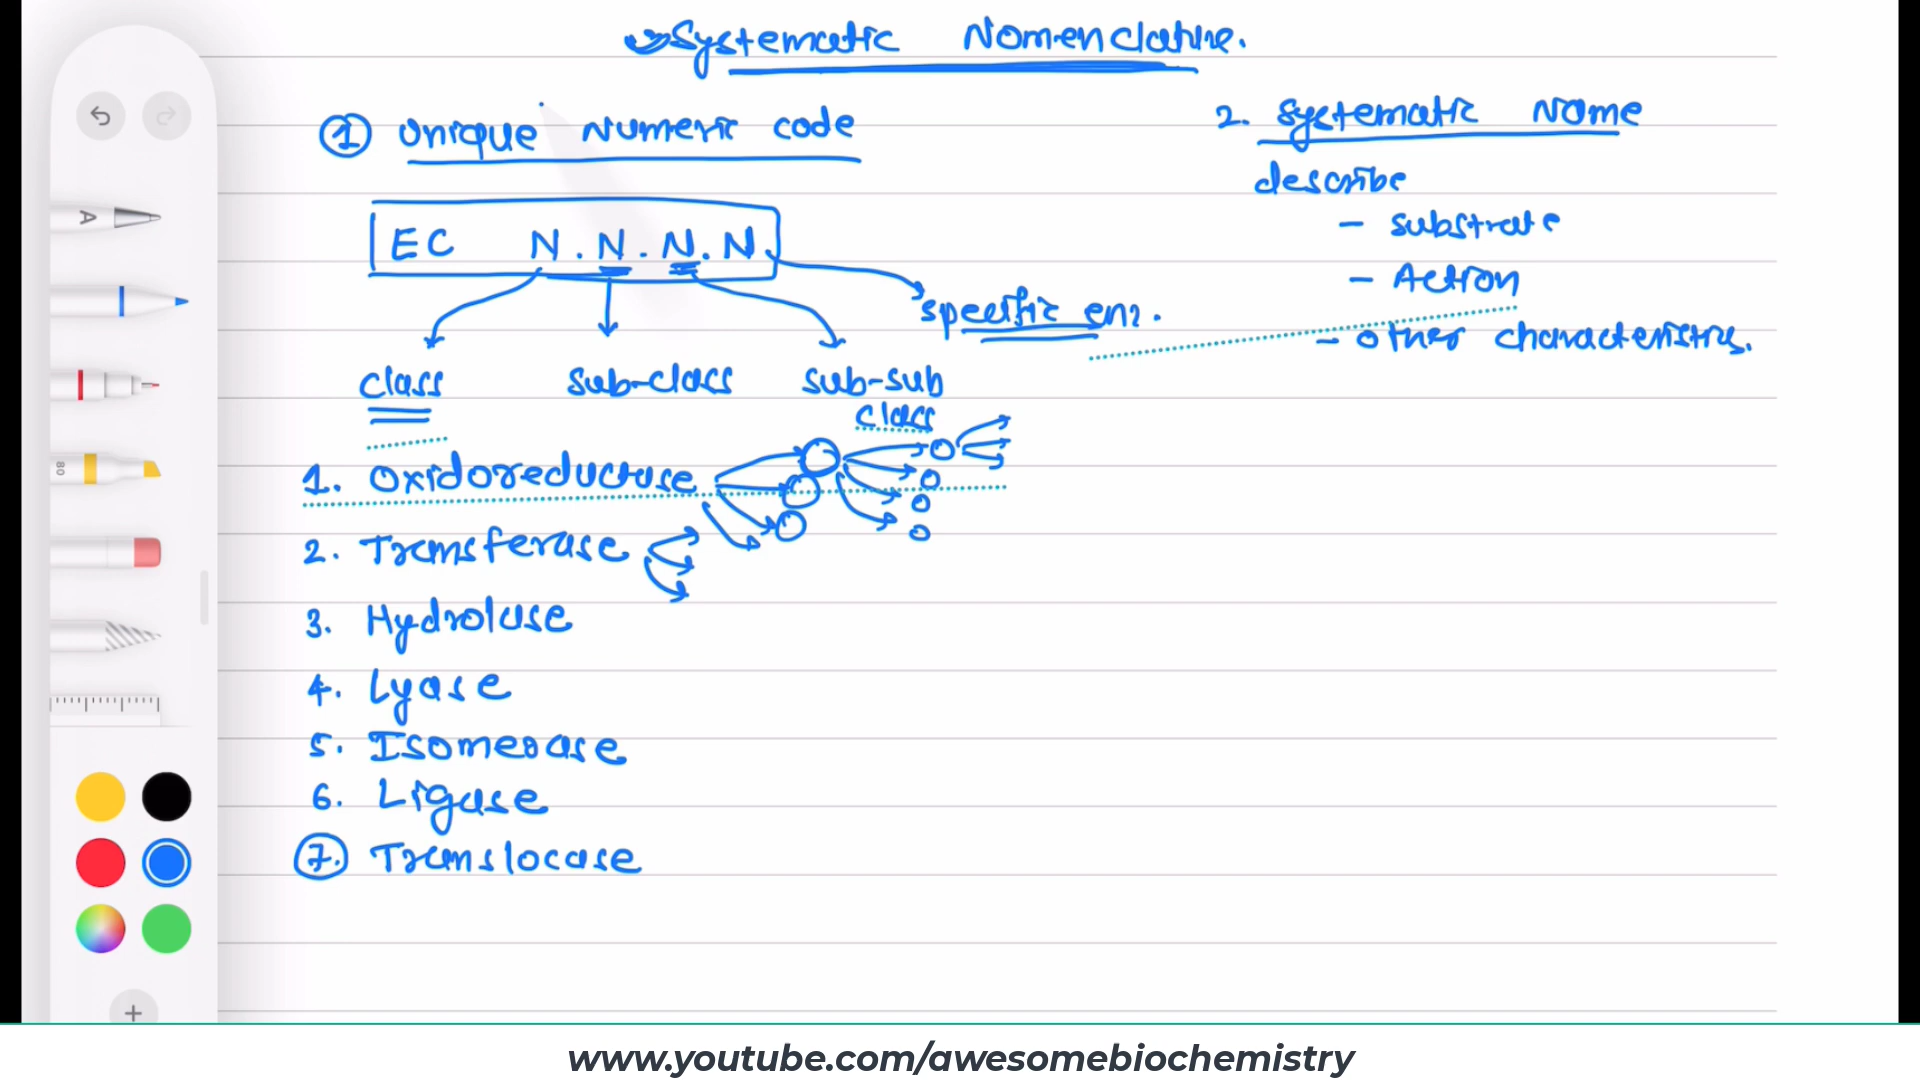 Systematic Nomenclature.
① Unique Numeric code
EC N.N.N.N.
class
sub-class
sub-sub class
specific enz.
1. Oxidoreductase
2. Transferase
3. Hydrolase
4. Lyase
5. Isomerase
6. Ligase
⑦. Translocase
2. Systematic Name
describe
- substrate
- Action
- other characteristics.
A
80
www.youtube.com/awesomebiochemistry